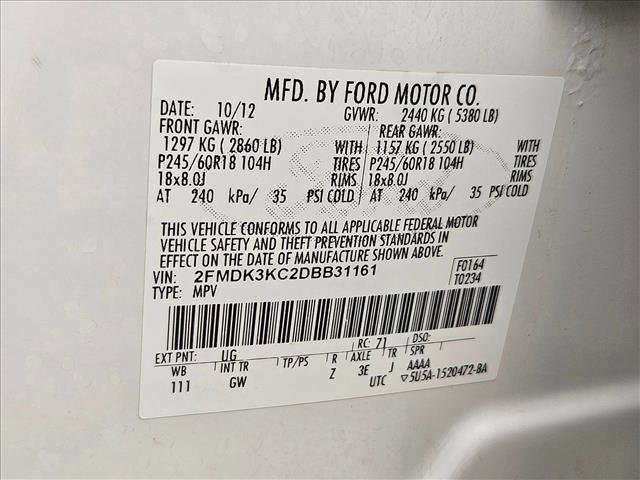 MFD. BY FORD MOTOR CO.
DATE: 10/12 GVWR: 2440 KG ( 5380 LB)
FRONT GAWR: REAR GAWR:
1297 KG ( 2860 LB) WITH 1157 KG ( 2550 LB) WITH
P245/60R18 104H TIRES P245/60R18 104H TIRES
18x8.0J RIMS 18x8.0J RIMS
AT 240 kPa/ 35 PSI COLD AT 240 kPa/ 35 PSI COLD
THIS VEHICLE CONFORMS TO ALL APPLICABLE FEDERAL MOTOR
VEHICLE SAFETY AND THEFT PREVENTION STANDARDS IN
EFFECT ON THE DATE OF MANUFACTURE SHOWN ABOVE.
VIN: 2FMDK3KC2DBB31161 F0164
TYPE: MPV T0234
EXT PNT: UG RC: 71 DSO:
WB INT TR TP/PS R AXLE TR SPR
111 GW Z 3E J AAAA
UTC ▽5U5A-1520472-BA